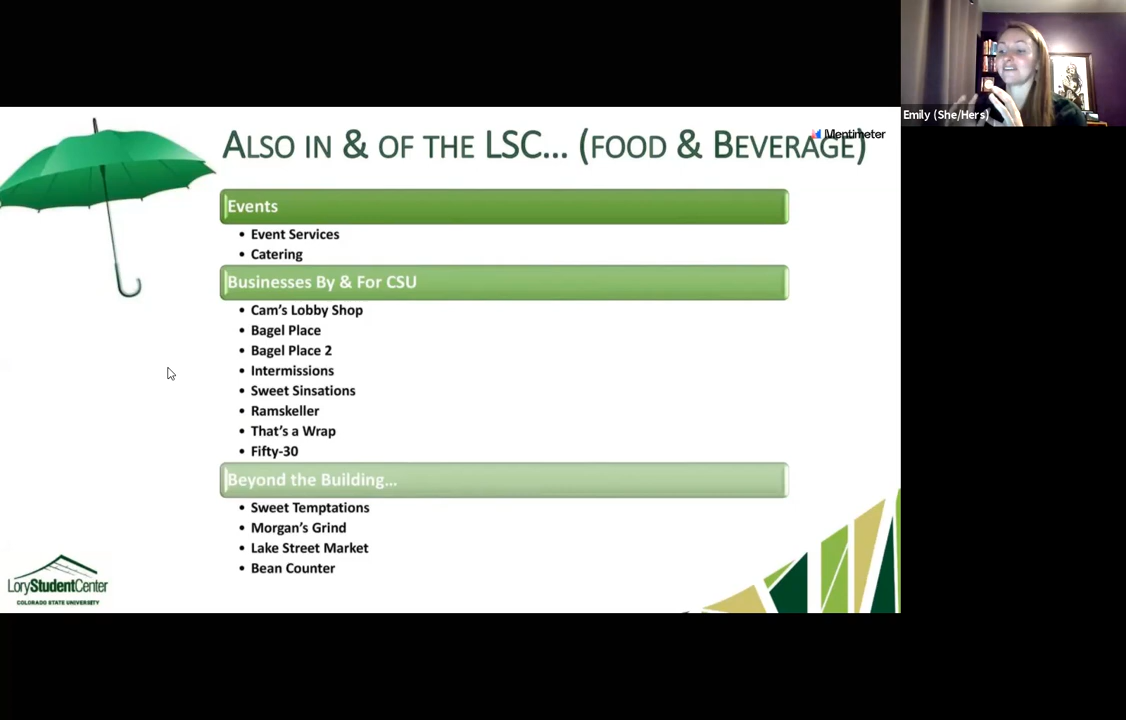 Emily (She/Hers)
ALSO IN & OF THE LSC... (FOOD & BEVERAGE)
Mentimeter
Events
• Event Services
• Catering
Businesses By & For CSU
• Cam's Lobby Shop
• Bagel Place
• Bagel Place 2
• Intermissions
• Sweet Sinsations
• Ramskeller
• That's a Wrap
• Fifty-30
Beyond the Building...
• Sweet Temptations
• Morgan's Grind
• Lake Street Market
• Bean Counter
LoryStudentCenter
COLORADO STATE UNIVERSITY